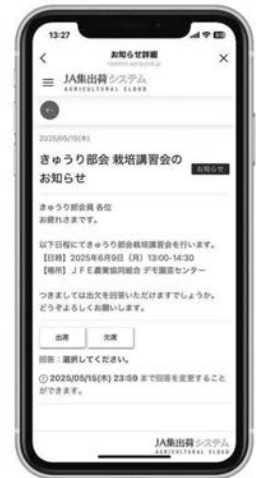 13:27
お知らせ詳細
JA集出荷システム
AGRICULTURAL CLOUD
2025/05/15(木)
きゅうり部会 栽培講習会の
お知らせ
お知らせ
きゅうり部会員 各位
お疲れさまです。
以下日程にてきゅうり部会栽培講習会を行います。
【日時】2025年6月9日（月）13:00-14:30
【場所】ＪＦＥ農業協同組合 デモ園芸センター
つきましては出欠を回答いただけますでしょうか。
どうぞよろしくお願いします。
出席
欠席
回答：選択してください。
2025/05/15(木) 23:59 まで回答を変更すること
ができます。
JA集出荷システム
AGRICULTURAL CLOUD